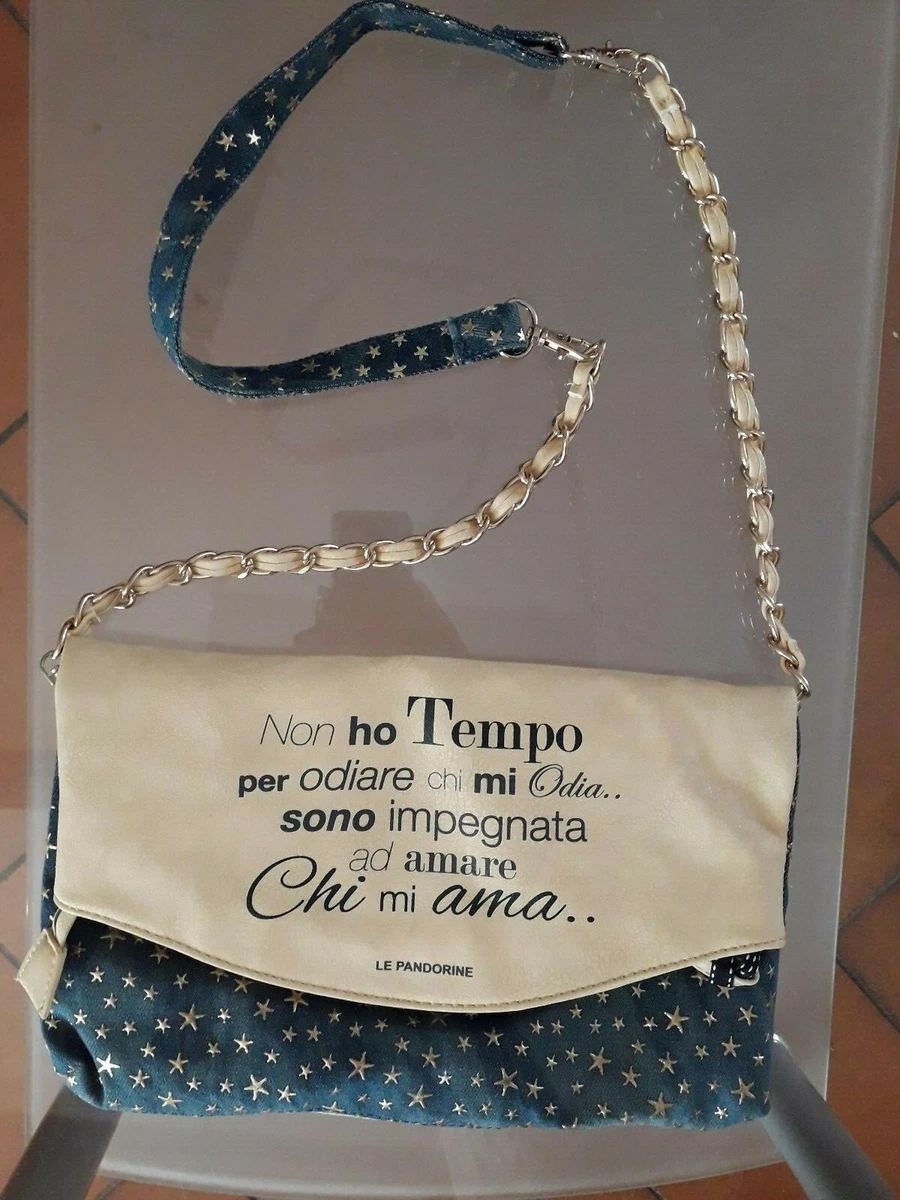 Non ho Tempo
per odiare chi mi Odia..
sono impegnata
ad amare
Chi mi ama..
LE PANDORINE